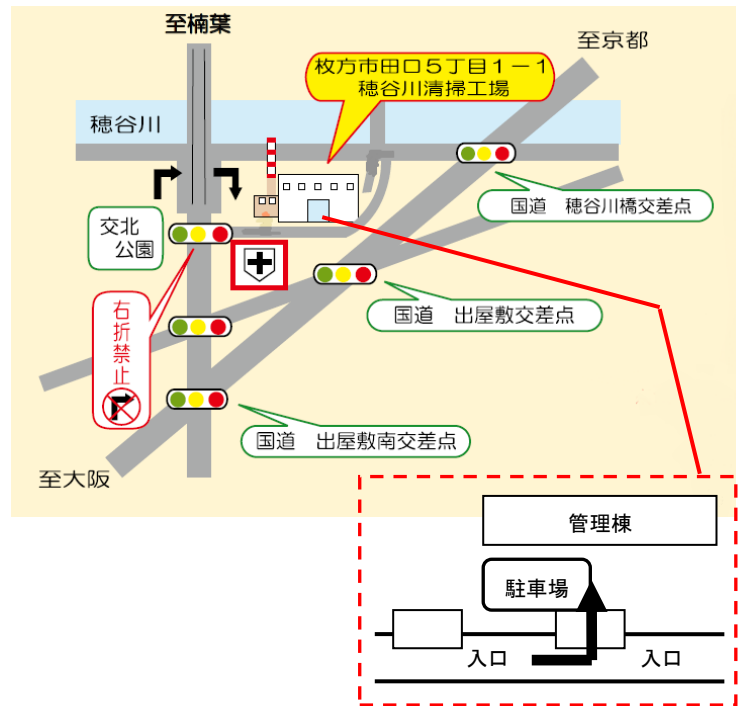 至楠葉
至京都
枚方市田口5丁目1-1
穂谷川清掃工場
穂谷川
国道　穂谷川橋交差点
交北
公園
国道　出屋敷交差点
右折禁止
国道　出屋敷南交差点
至大阪
管理棟
駐車場
入口
入口